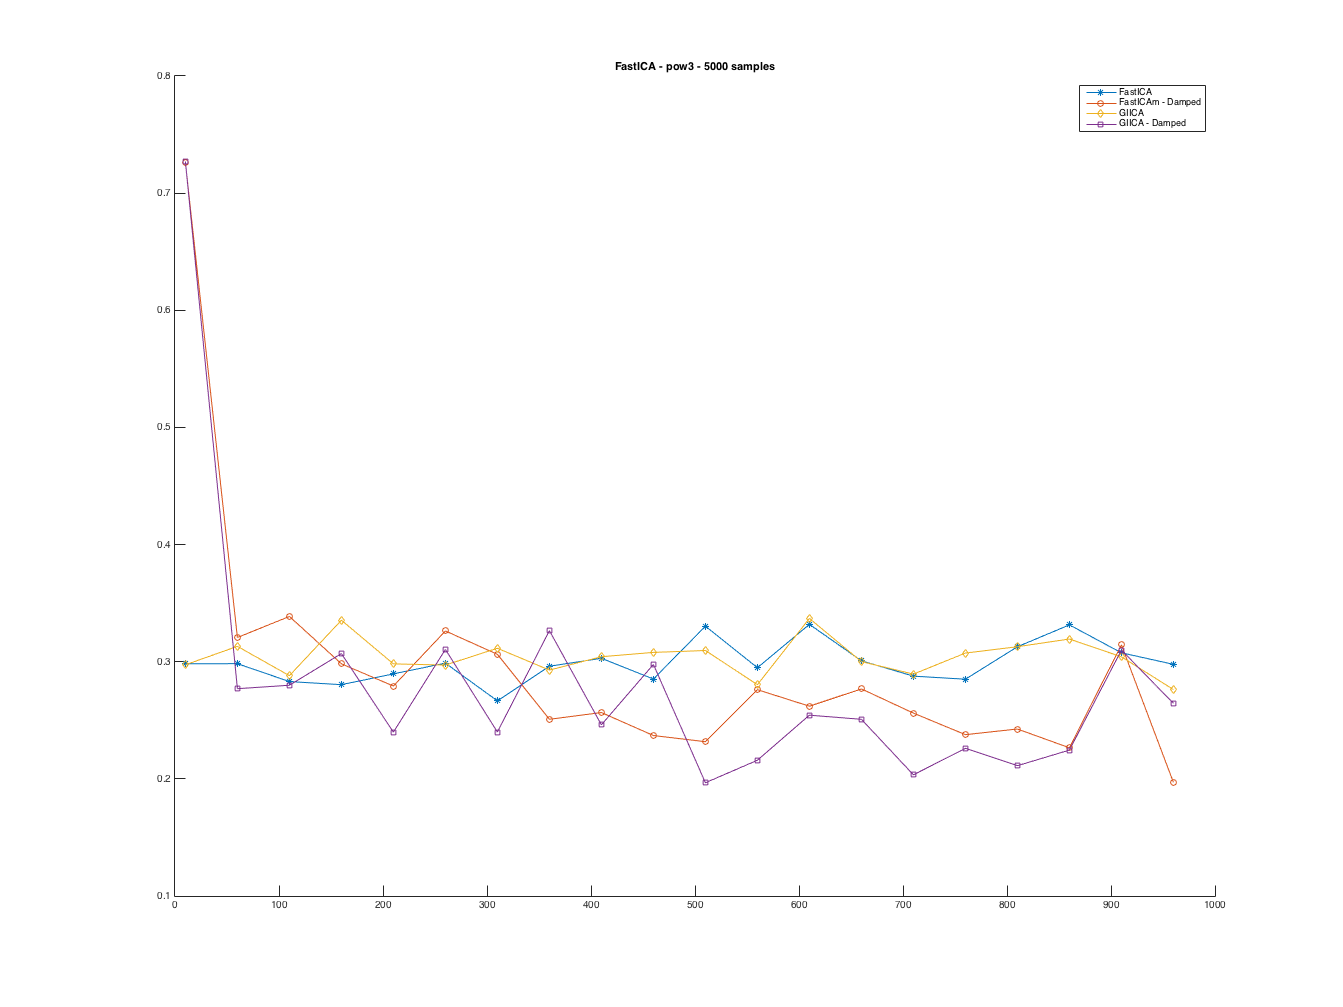 FastICA - pow3 - 5000 samples
FastICA
FastICAm - Damped
GIICA
GIICA - Damped
0.8
0.7
0.6
0.5
0.4
0.3
0.2
0.1
0 100 200 300 400 500 600 700 800 900 1000